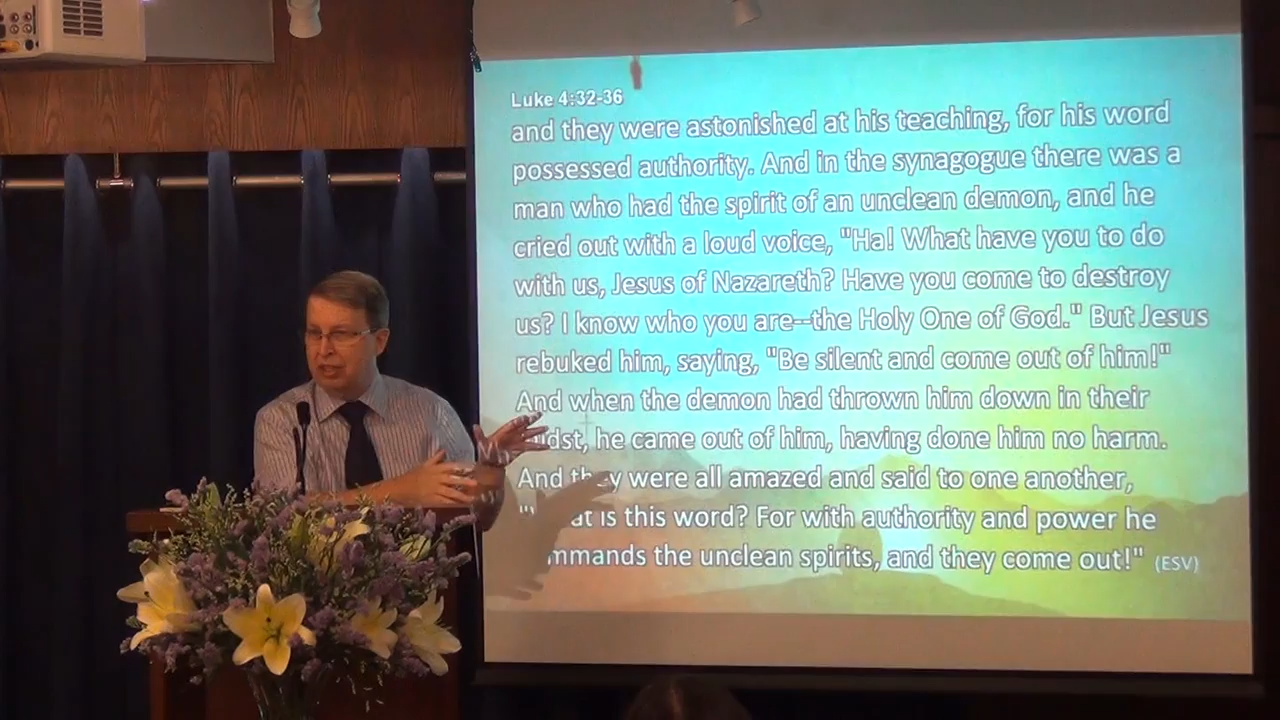 Luke 4:32-36
and they were astonished at his teaching, for his word
possessed authority. And in the synagogue there was a
man who had the spirit of an unclean demon, and he
cried out with a loud voice, "Ha! What have you to do
with us, Jesus of Nazareth? Have you come to destroy
us? I know who you are--the Holy One of God." But Jesus
rebuked him, saying, "Be silent and come out of him!"
And when the demon had thrown him down in their
he came out of him, having done him no harm.
And they were all amazed and said to one another,
is this word? For with authority and power he
the unclean spirits, and they come out!" (ESV)